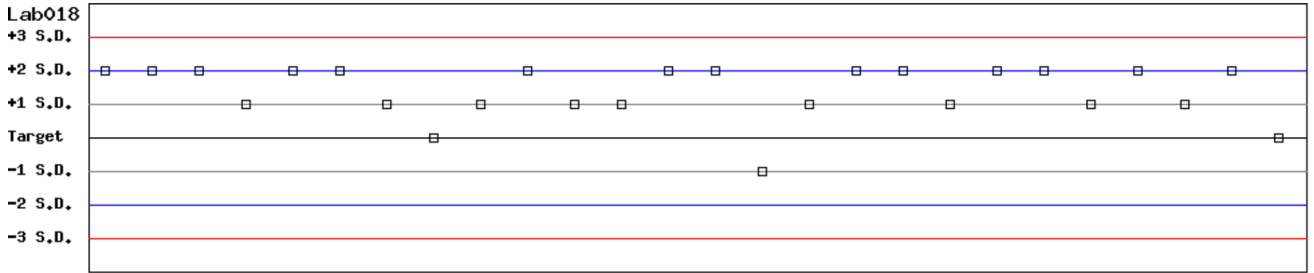 Lab018
+3 S.D.
+2 S.D.
+1 S.D.
Target
-1 S.D.
-2 S.D.
-3 S.D.